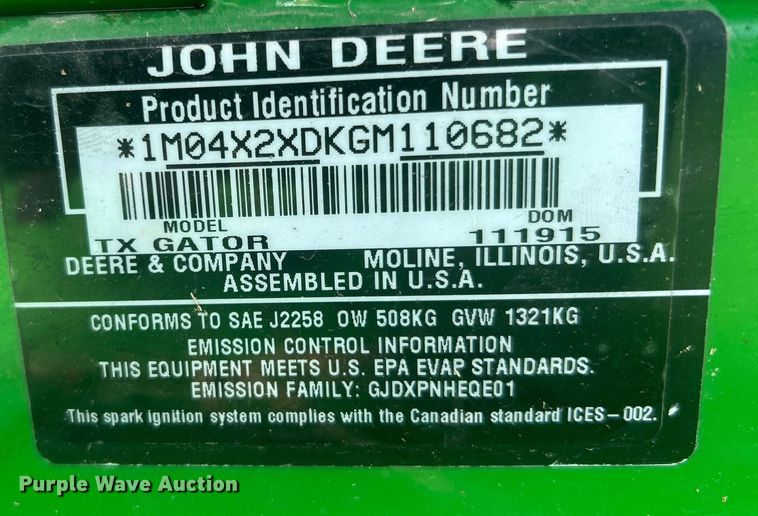 JOHN DEERE
Product Identification Number
*1M04X2XDKGM110682*
MODEL DOM
TX GATOR 111915
DEERE & COMPANY MOLINE, ILLINOIS, U.S.A.
ASSEMBLED IN U.S.A.
CONFORMS TO SAE J2258 OW 508KG GVW 1321KG
EMISSION CONTROL INFORMATION
THIS EQUIPMENT MEETS U.S. EPA EVAP STANDARDS.
EMISSION FAMILY: GJDXPNHEQE01
This spark ignition system complies with the Canadian standard ICES-002.
Purple Wave Auction